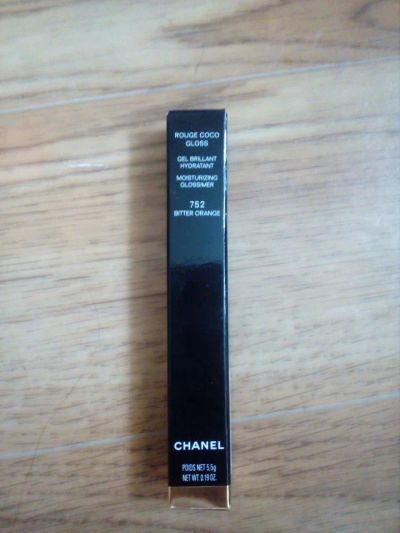 ROUGE COCO
GLOSS
GEL BRILLANT
HYDRATANT
MOISTURIZING
GLOSSIMER
752
BITTER ORANGE
CHANEL
POIDS NET 5,5g
NET WT. 0.19 OZ.